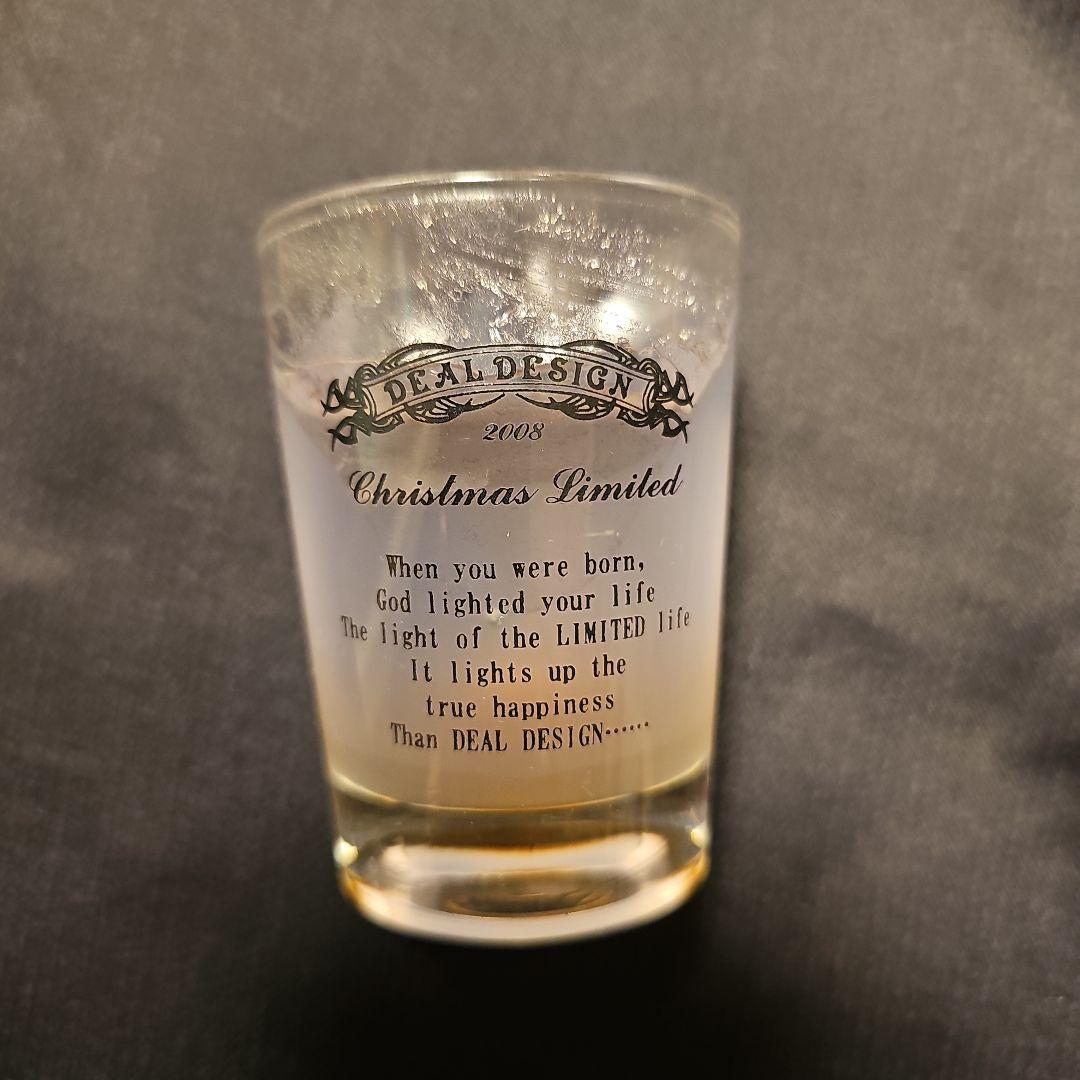 DEAL DESIGN
2008
Christmas Limited
When you were born,
God lighted your life
The light of the LIMITED life
It lights up the
true happiness
Than DEAL DESIGN……